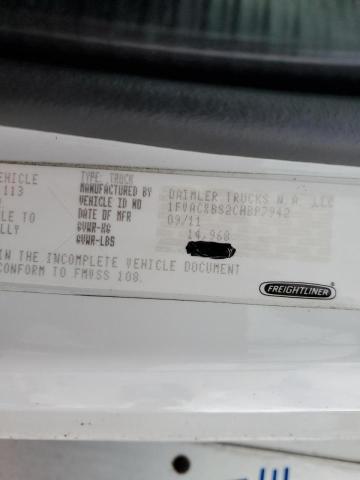 EHICLE TYPE: TRUCK
113 MANUFACTURED BY DAIMLER TRUCKS N.A. LLC
VEHICLE ID NO 1FVACXBS2CHBP7942
LE TO DATE OF MFR 09/11
LLY GVWR-KG 14,968
GVWR-LBS
IN THE INCOMPLETE VEHICLE DOCUMENT
CONFORM TO FMVSS 108.
FREIGHTLINER